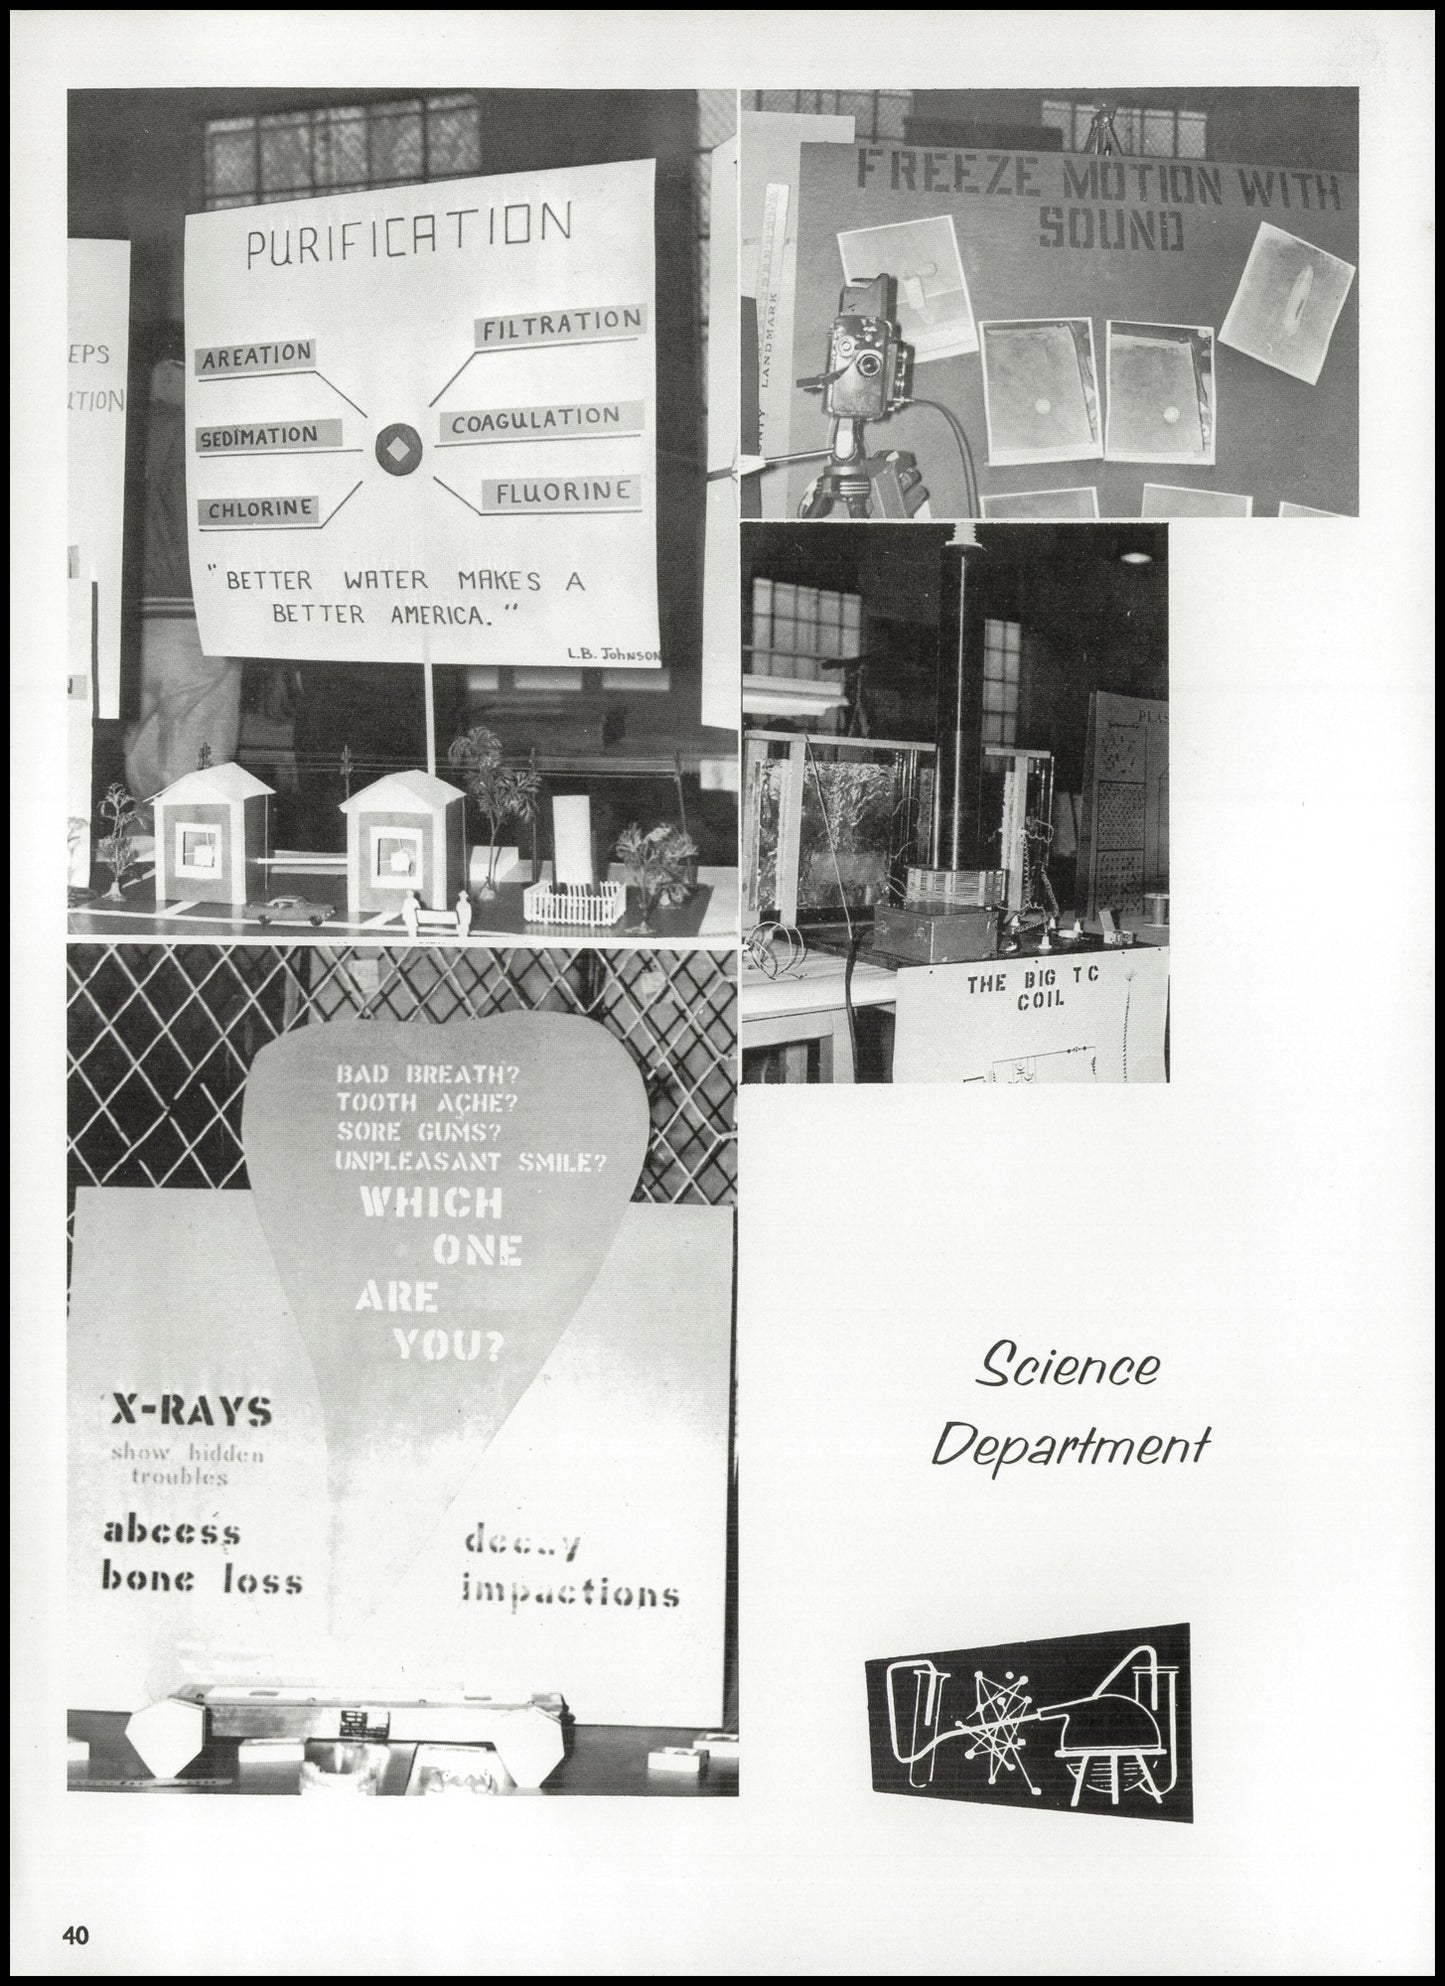 PURIFICATION
EPS
UTION
AREATION
FILTRATION
SEDIMATION
COAGULATION
CHLORINE
FLUORINE
"BETTER WATER MAKES A
BETTER AMERICA."
L.B. JOHNSON
FREEZE MOTION WITH
SOUND
LANDMARK
PLAS
THE BIG TC
COIL
BAD BREATH?
TOOTH ACHE?
SORE GUMS?
UNPLEASANT SMILE?
WHICH
ONE
ARE
YOU?
X-RAYS
show hidden
troubles
abcess
bone loss
decay
impactions
Science
Department
40